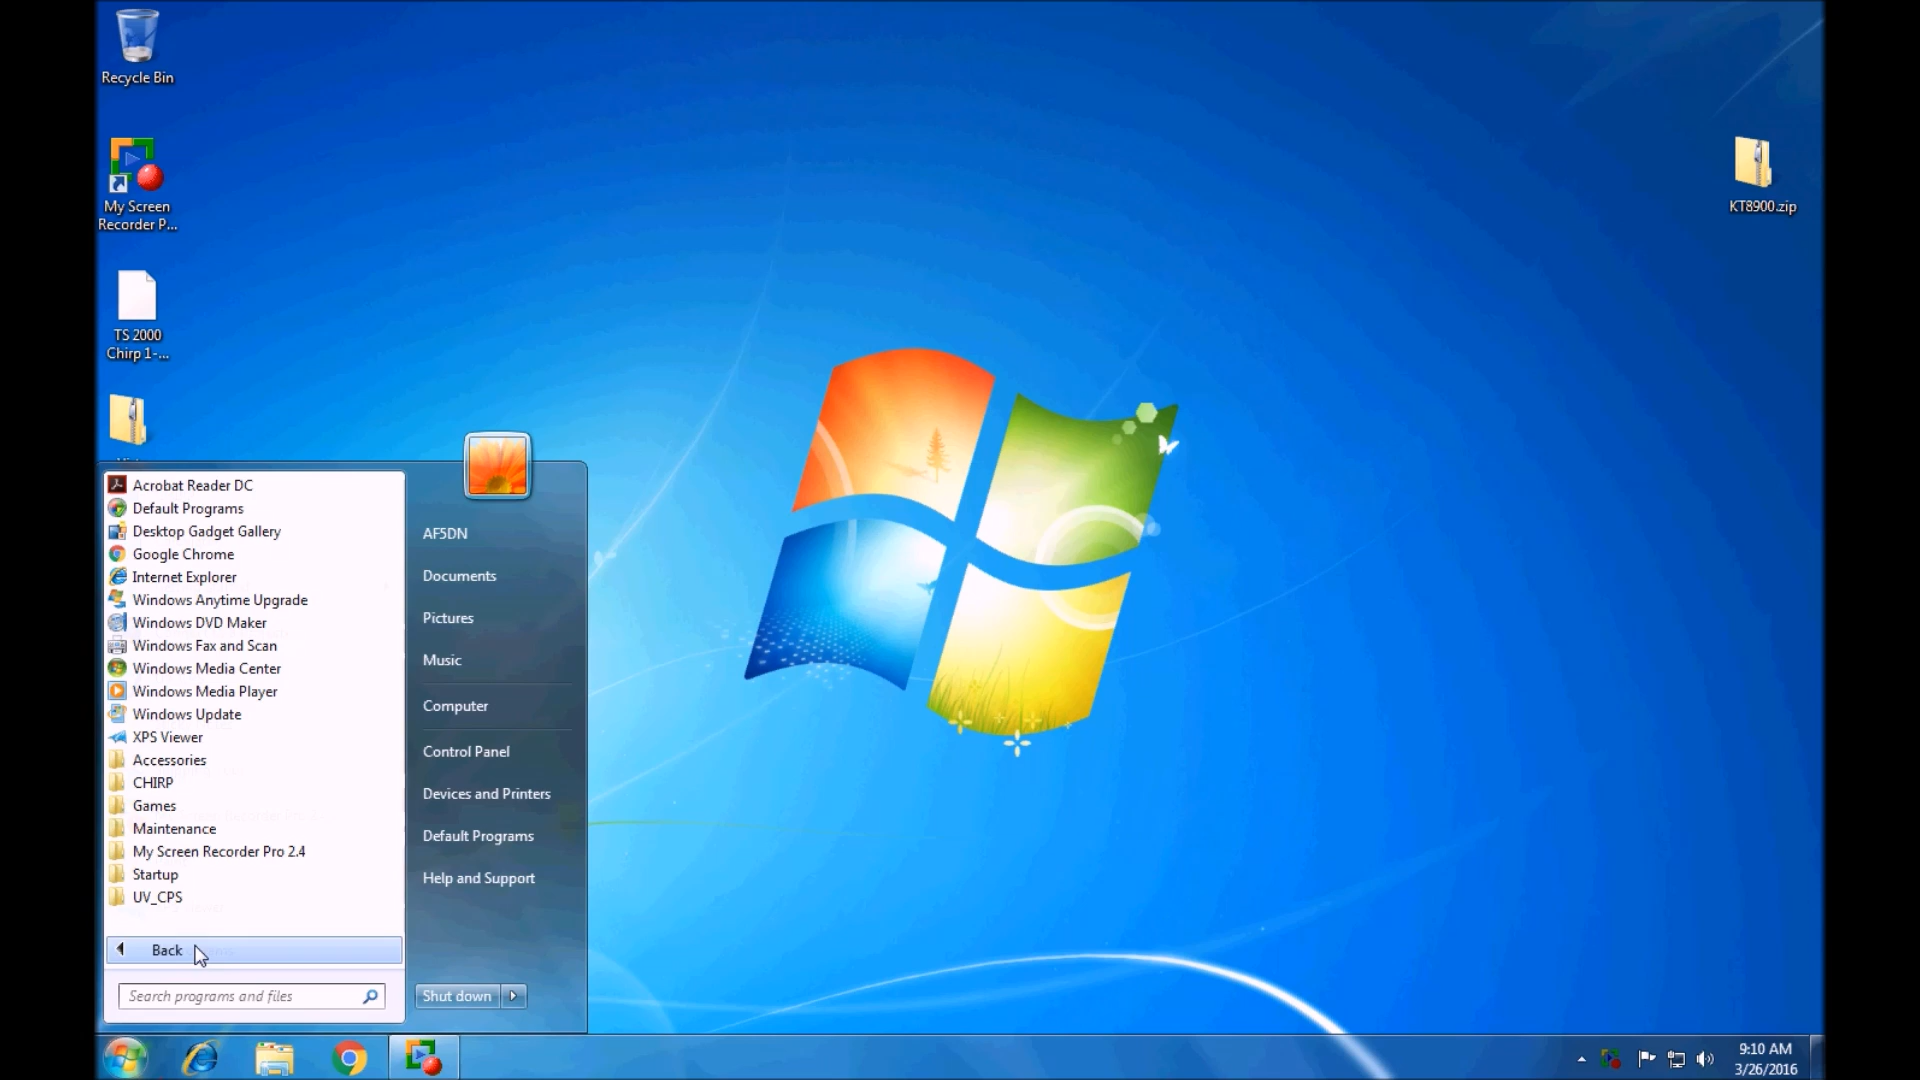 Recycle Bin
My Screen
Recorder P...
TS 2000
Chirp 1-...
KT8900.zip
Acrobat Reader DC
Default Programs
Desktop Gadget Gallery
Google Chrome
Internet Explorer
Windows Anytime Upgrade
Windows DVD Maker
Windows Fax and Scan
Windows Media Center
Windows Media Player
Windows Update
XPS Viewer
Accessories
CHIRP
Games
Maintenance
My Screen Recorder Pro 2.4
Startup
UV_CPS
Back
Search programs and files
AF5DN
Documents
Pictures
Music
Computer
Control Panel
Devices and Printers
Default Programs
Help and Support
Shut down
9:10 AM
3/26/2016